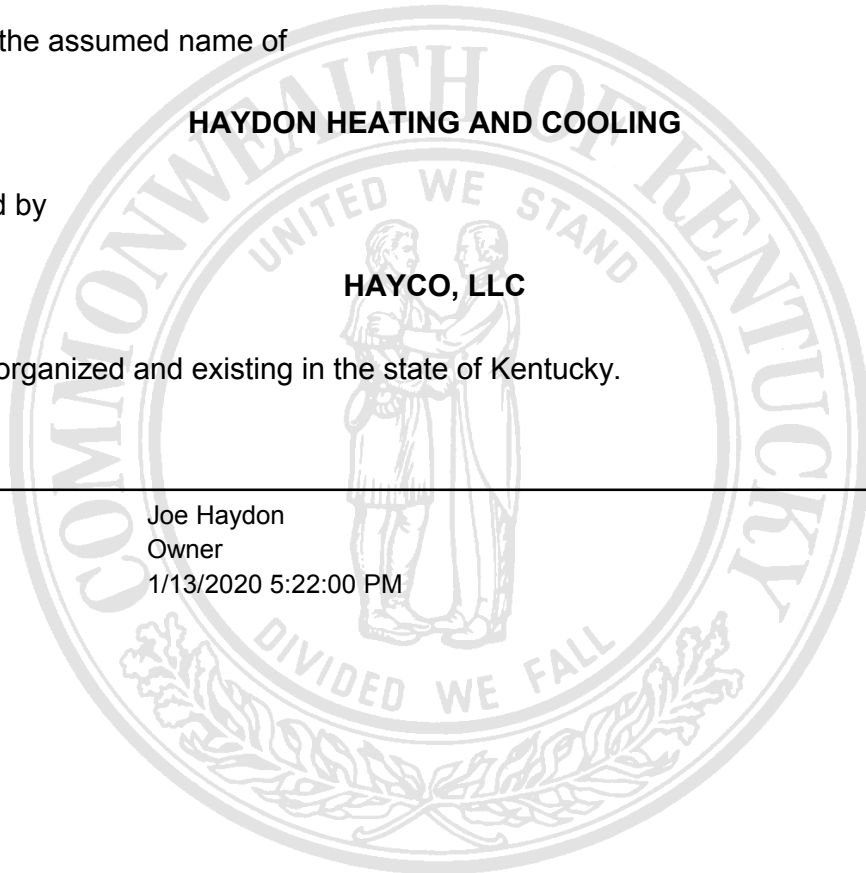 the assumed name of
HAYDON HEATING AND COOLING
d by
HAYCO, LLC
organized and existing in the state of Kentucky.
Joe Haydon
Owner
1/13/2020 5:22:00 PM
COMMONWEALTH OF KENTUCKY
UNITED WE STAND
DIVIDED WE FALL